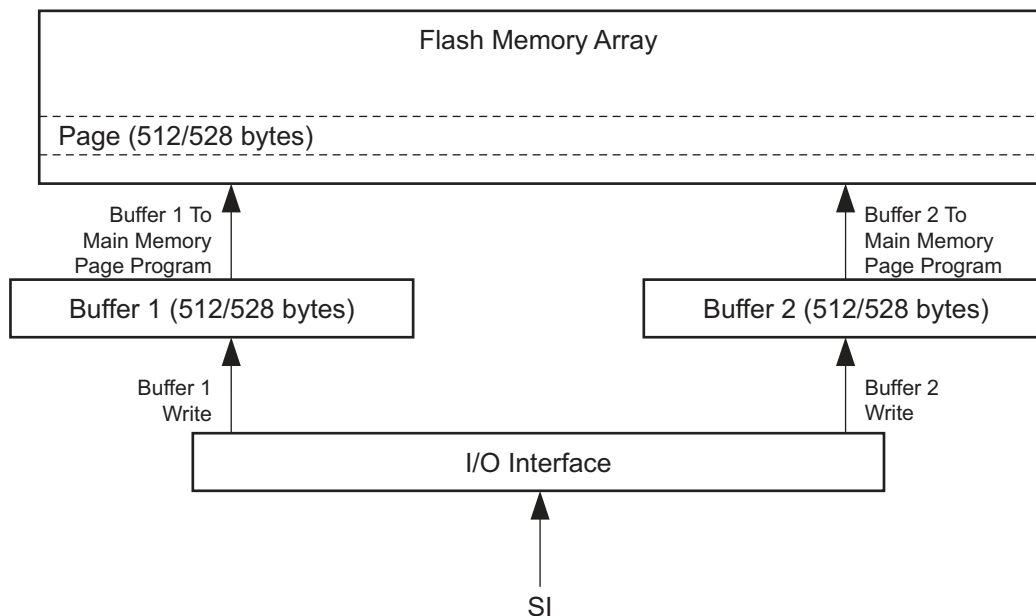 Flash Memory Array
Page (512/528 bytes)
Buffer 1 To
Main Memory
Page Program
Buffer 2 To
Main Memory
Page Program
Buffer 1 (512/528 bytes)
Buffer 2 (512/528 bytes)
Buffer 1
Write
Buffer 2
Write
I/O Interface
SI